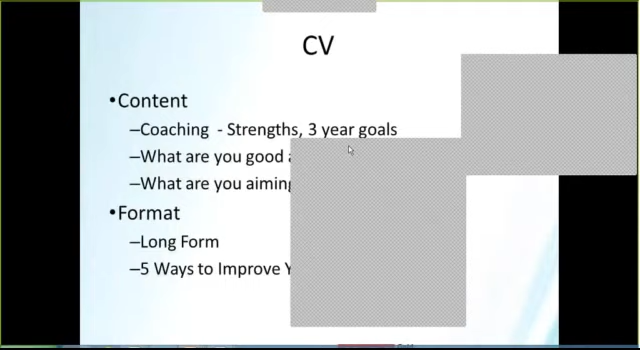 CV
•Content
–Coaching - Strengths, 3 year goals
–What are you good
–What are you aiming
•Format
–Long Form
–5 Ways to Improve